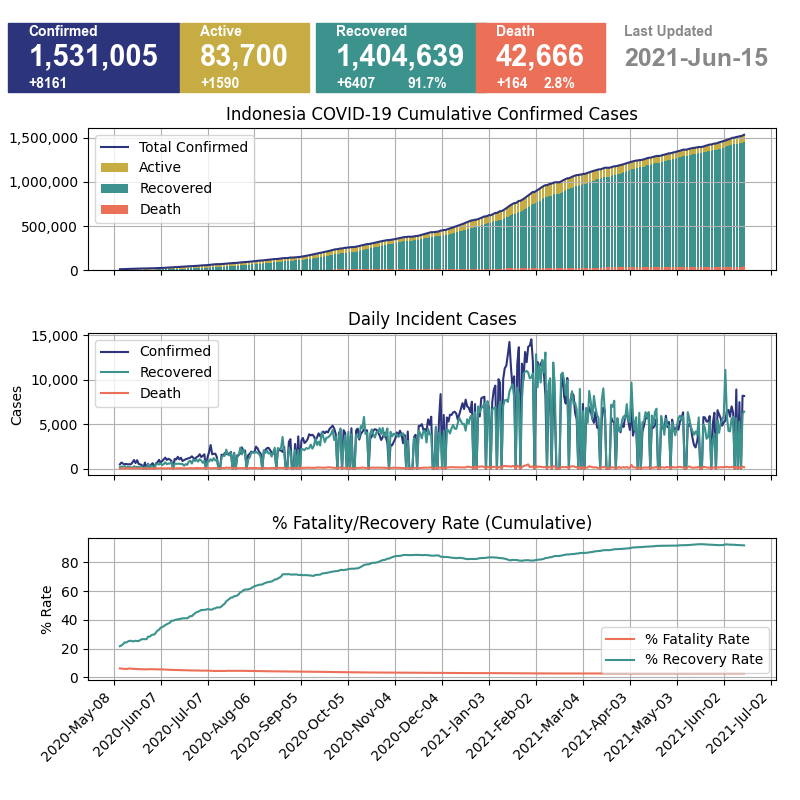 Confirmed
1,531,005
+8161
Active
83,700
+1590
Recovered
1,404,639
+6407 91.7%
Death
42,666
+164 2.8%
Last Updated
2021-Jun-15
Indonesia COVID-19 Cumulative Confirmed Cases
1,500,000
1,000,000
500,000
0
Total Confirmed
Active
Recovered
Death
Daily Incident Cases
Cases
15,000
10,000
5,000
0
Confirmed
Recovered
Death
% Fatality/Recovery Rate (Cumulative)
% Rate
80
60
40
20
0
% Fatality Rate
% Recovery Rate
2020-May-08
2020-Jun-07
2020-Jul-07
2020-Aug-06
2020-Sep-05
2020-Oct-05
2020-Nov-04
2020-Dec-04
2021-Jan-03
2021-Feb-02
2021-Mar-04
2021-Apr-03
2021-May-03
2021-Jun-02
2021-Jul-02